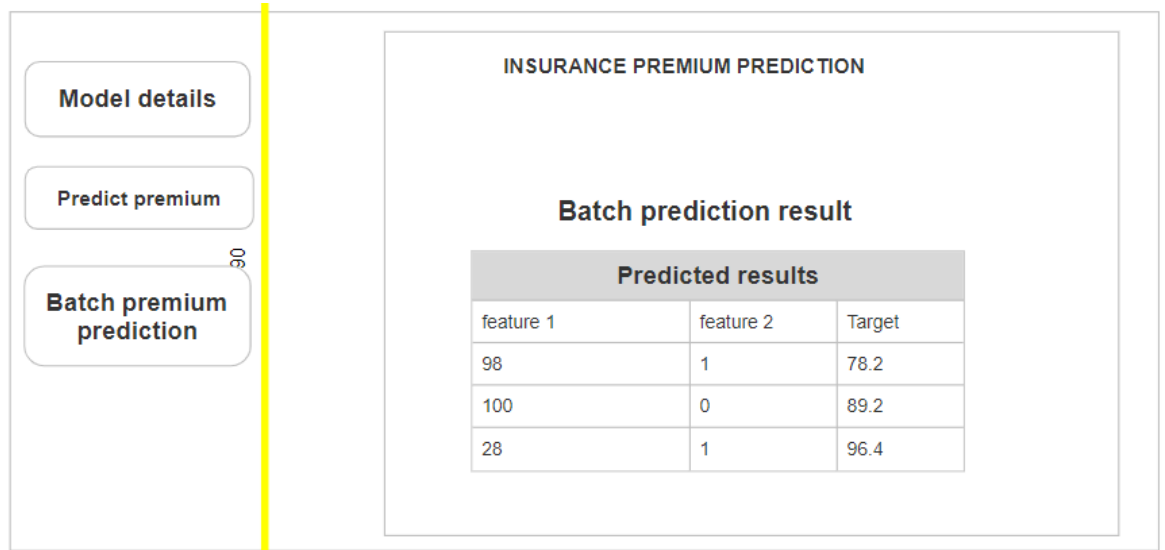 INSURANCE PREMIUM PREDICTION
Model details
Predict premium
90
Batch premium
prediction
Batch prediction result
Predicted results
feature 1 feature 2 Target
98 1 78.2
100 0 89.2
28 1 96.4